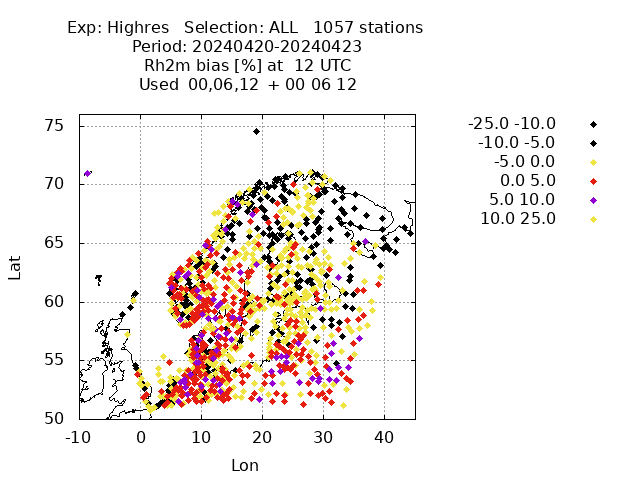 Exp: Highres   Selection: ALL   1057 stations
Period: 20240420-20240423
Rh2m bias [%] at  12 UTC
Used  00,06,12  + 00 06 12
-25.0 -10.0
-10.0 -5.0
-5.0 0.0
0.0 5.0
5.0 10.0
10.0 25.0
75
70
65
60
55
50
Lat
-10 0 10 20 30 40
Lon